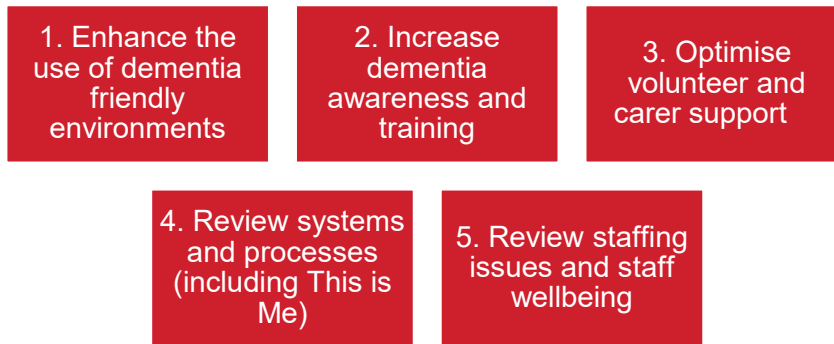 1. Enhance the
use of dementia
friendly
environments
2. Increase
dementia
awareness and
training
3. Optimise
volunteer and
carer support
4. Review systems
and processes
(including This is
Me)
5. Review staffing
issues and staff
wellbeing